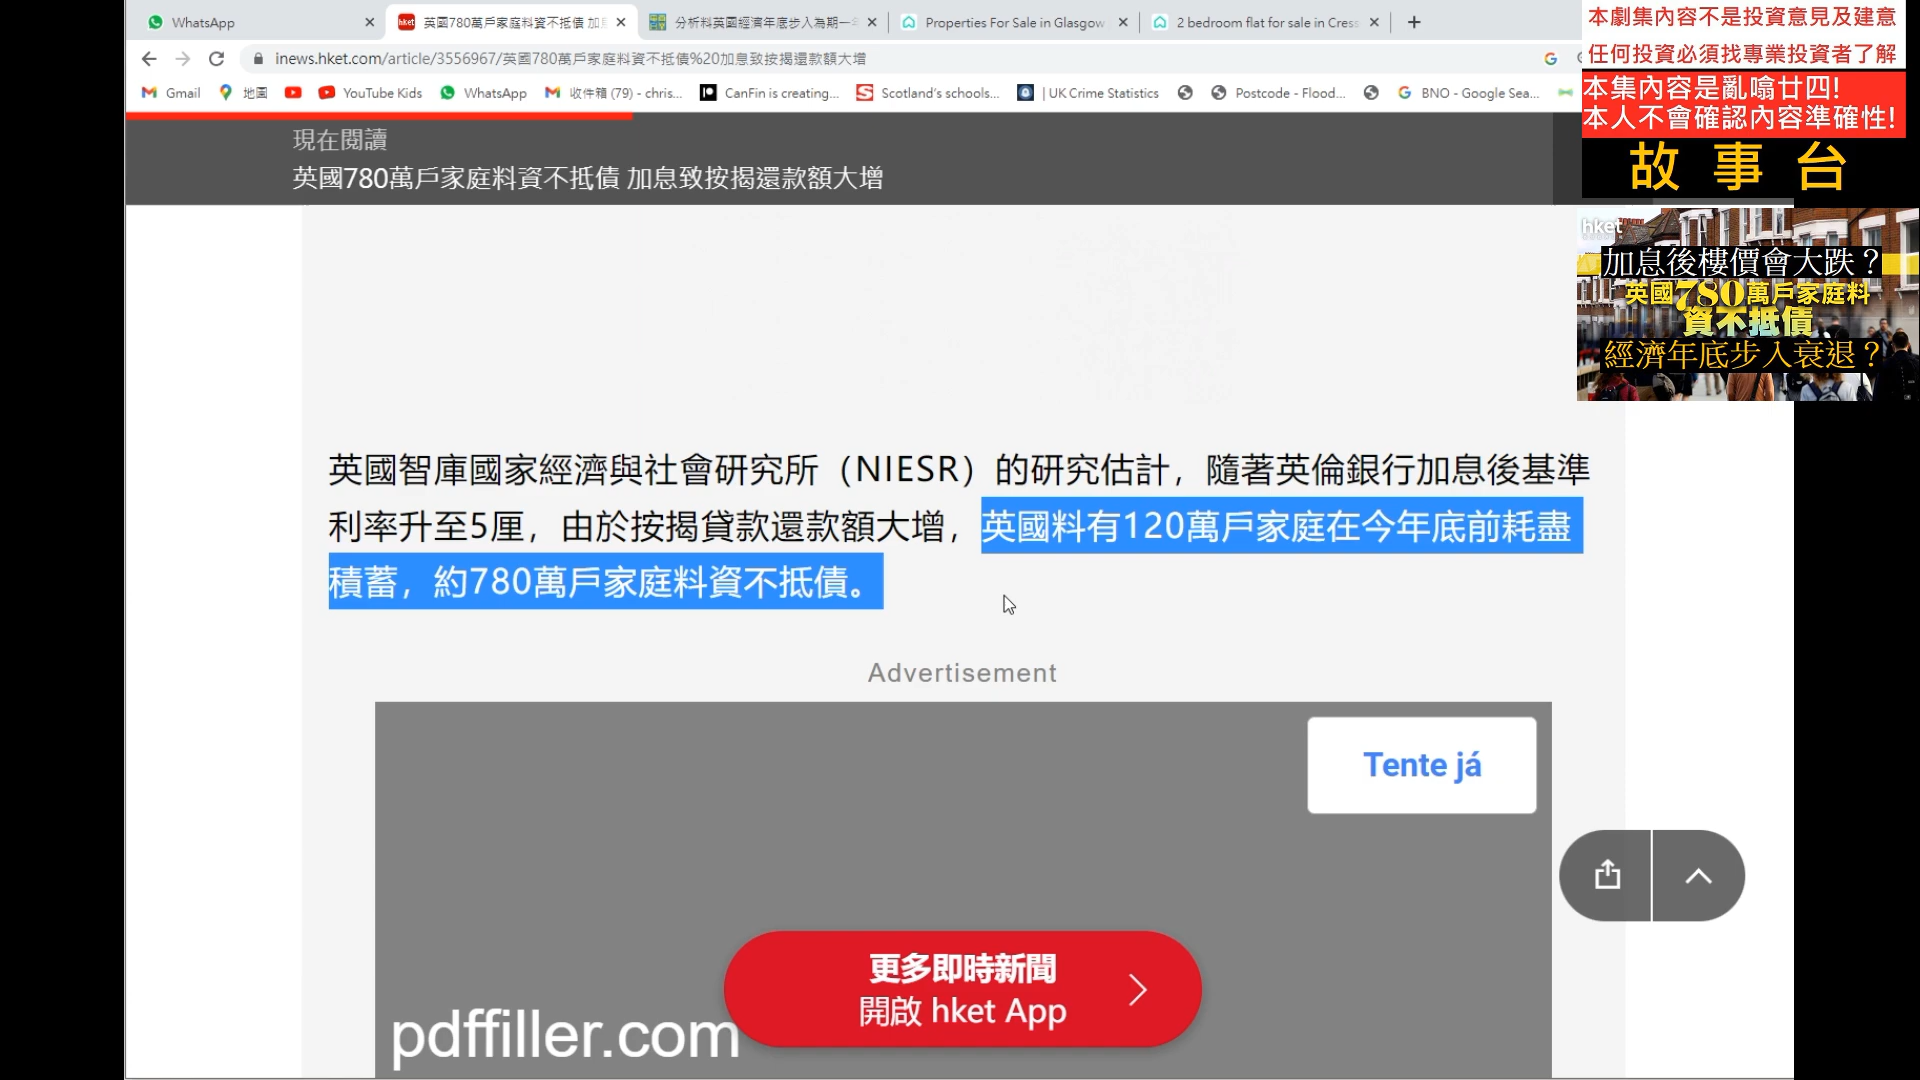 WhatsApp
英國780萬戶家庭料資不抵債 加
分析料英國經濟年底步入為期一
Properties For Sale in Glasgow
2 bedroom flat for sale in Cress
inews.hket.com/article/3556967/英國780萬戶家庭料資不抵債%20加息致按揭還款額大增
Gmail
地圖
YouTube Kids
WhatsApp
收件箱 (79) - chris...
CanFin is creating...
Scotland's schools...
| UK Crime Statistics
Postcode - Flood...
BNO - Google Sea...
本劇集內容不是投資意見及建意
任何投資必須找專業投資者了解
本集內容是亂噏廿四!
本人不會確認內容準確性!
故事台
現在閱讀
英國780萬戶家庭料資不抵債 加息致按揭還款額大增
hket
加息後樓價會大跌？
英國780萬戶家庭料
資不抵債
經濟年底步入衰退？
英國智庫國家經濟與社會研究所（NIESR）的研究估計，隨著英倫銀行加息後基準
利率升至5厘，由於按揭貸款還款額大增，英國料有120萬戶家庭在今年底前耗盡
積蓄，約780萬戶家庭料資不抵債。
Advertisement
Tente já
更多即時新聞
開啟 hket App
pdffiller.com